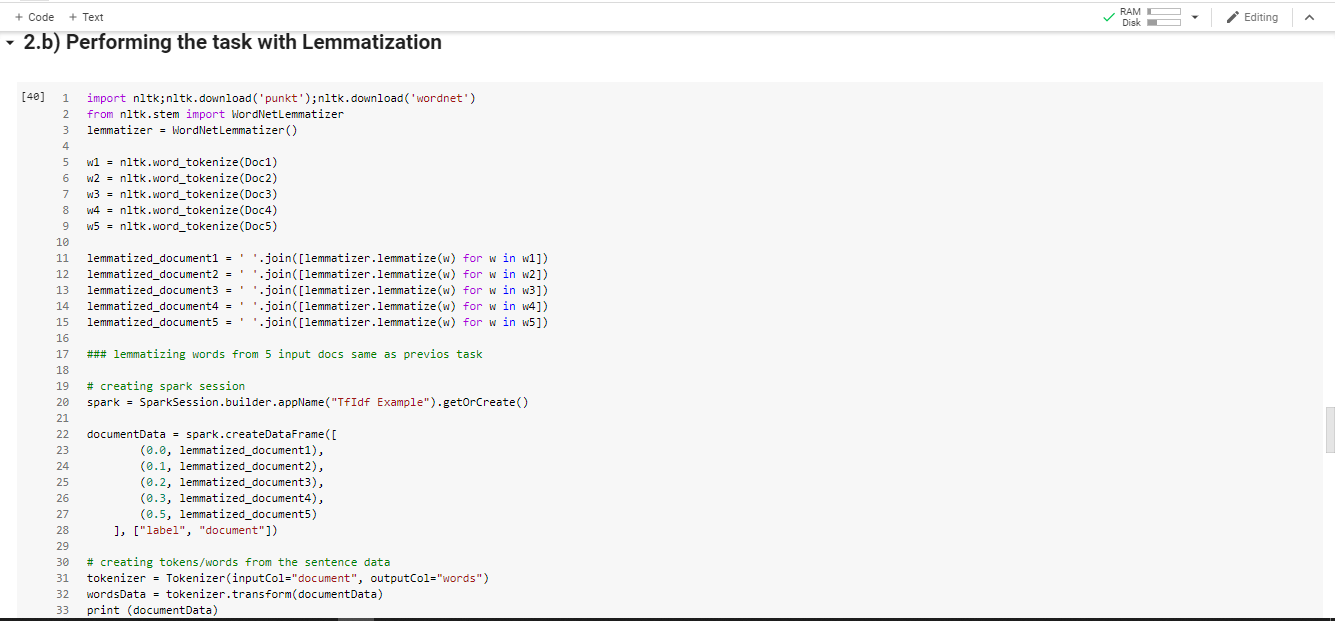 + Code + Text
RAM
Disk
Editing
2.b) Performing the task with Lemmatization
[40]
1 import nltk;nltk.download('punkt');nltk.download('wordnet')
2 from nltk.stem import WordNetLemmatizer
3 lemmatizer = WordNetLemmatizer()
4
5 w1 = nltk.word_tokenize(Doc1)
6 w2 = nltk.word_tokenize(Doc2)
7 w3 = nltk.word_tokenize(Doc3)
8 w4 = nltk.word_tokenize(Doc4)
9 w5 = nltk.word_tokenize(Doc5)
10
11 lemmatized_document1 = ' '.join([lemmatizer.lemmatize(w) for w in w1])
12 lemmatized_document2 = ' '.join([lemmatizer.lemmatize(w) for w in w2])
13 lemmatized_document3 = ' '.join([lemmatizer.lemmatize(w) for w in w3])
14 lemmatized_document4 = ' '.join([lemmatizer.lemmatize(w) for w in w4])
15 lemmatized_document5 = ' '.join([lemmatizer.lemmatize(w) for w in w5])
16
17 ### lemmatizing words from 5 input docs same as previos task
18
19 # creating spark session
20 spark = SparkSession.builder.appName("TfIdf Example").getOrCreate()
21
22 documentData = spark.createDataFrame([
23 (0.0, lemmatized_document1),
24 (0.1, lemmatized_document2),
25 (0.2, lemmatized_document3),
26 (0.3, lemmatized_document4),
27 (0.5, lemmatized_document5)
28 ], ["label", "document"])
29
30 # creating tokens/words from the sentence data
31 tokenizer = Tokenizer(inputCol="document", outputCol="words")
32 wordsData = tokenizer.transform(documentData)
33 print (documentData)